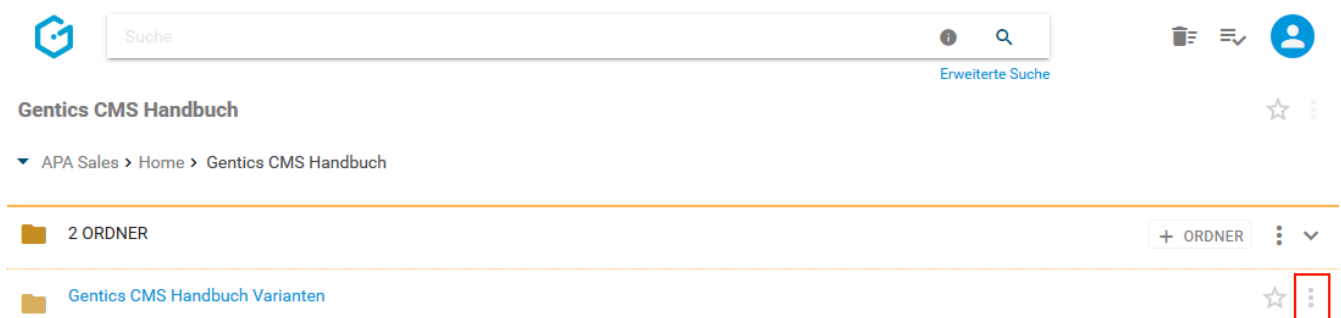 Suche
Erweiterte Suche
Gentics CMS Handbuch
APA Sales > Home > Gentics CMS Handbuch
2 ORDNER + ORDNER
Gentics CMS Handbuch Varianten